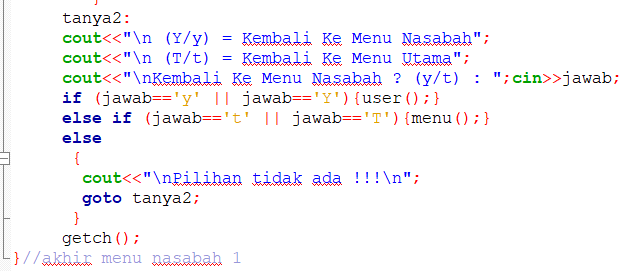 }
tanya2:
cout<<"\n (Y/y) = Kembali Ke Menu Nasabah";
cout<<"\n (T/t) = Kembali Ke Menu Utama";
cout<<"\nKembali Ke Menu Nasabah ? (y/t) : ";cin>>jawab;
if (jawab=='y' || jawab=='Y'){user();}
else if (jawab=='t' || jawab=='T'){menu();}
else
{
cout<<"\nPilihan tidak ada !!!\n";
goto tanya2;
}
getch();
}//akhir menu nasabah 1